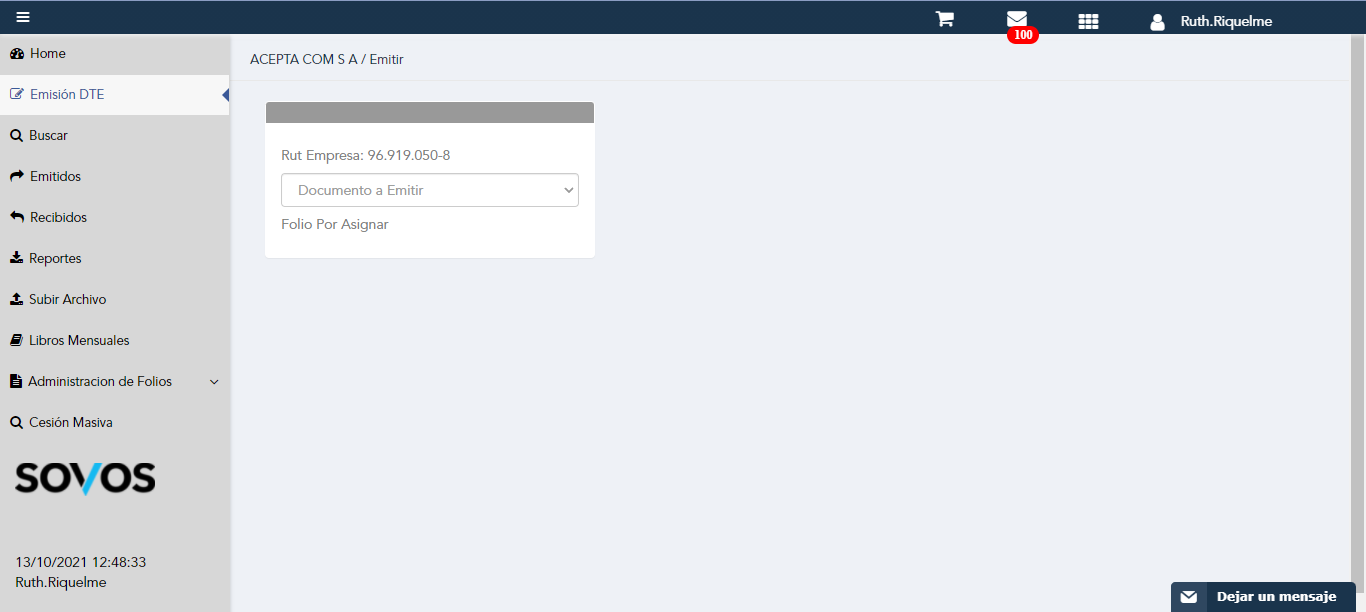 100
Ruth.Riquelme
Home
ACEPTA COM S A / Emitir
Emisión DTE
Buscar
Emitidos
Recibidos
Reportes
Subir Archivo
Libros Mensuales
Administracion de Folios
Cesión Masiva
Rut Empresa: 96.919.050-8
Documento a Emitir
Folio Por Asignar
SOVOS
13/10/2021 12:48:33
Ruth.Riquelme
Dejar un mensaje